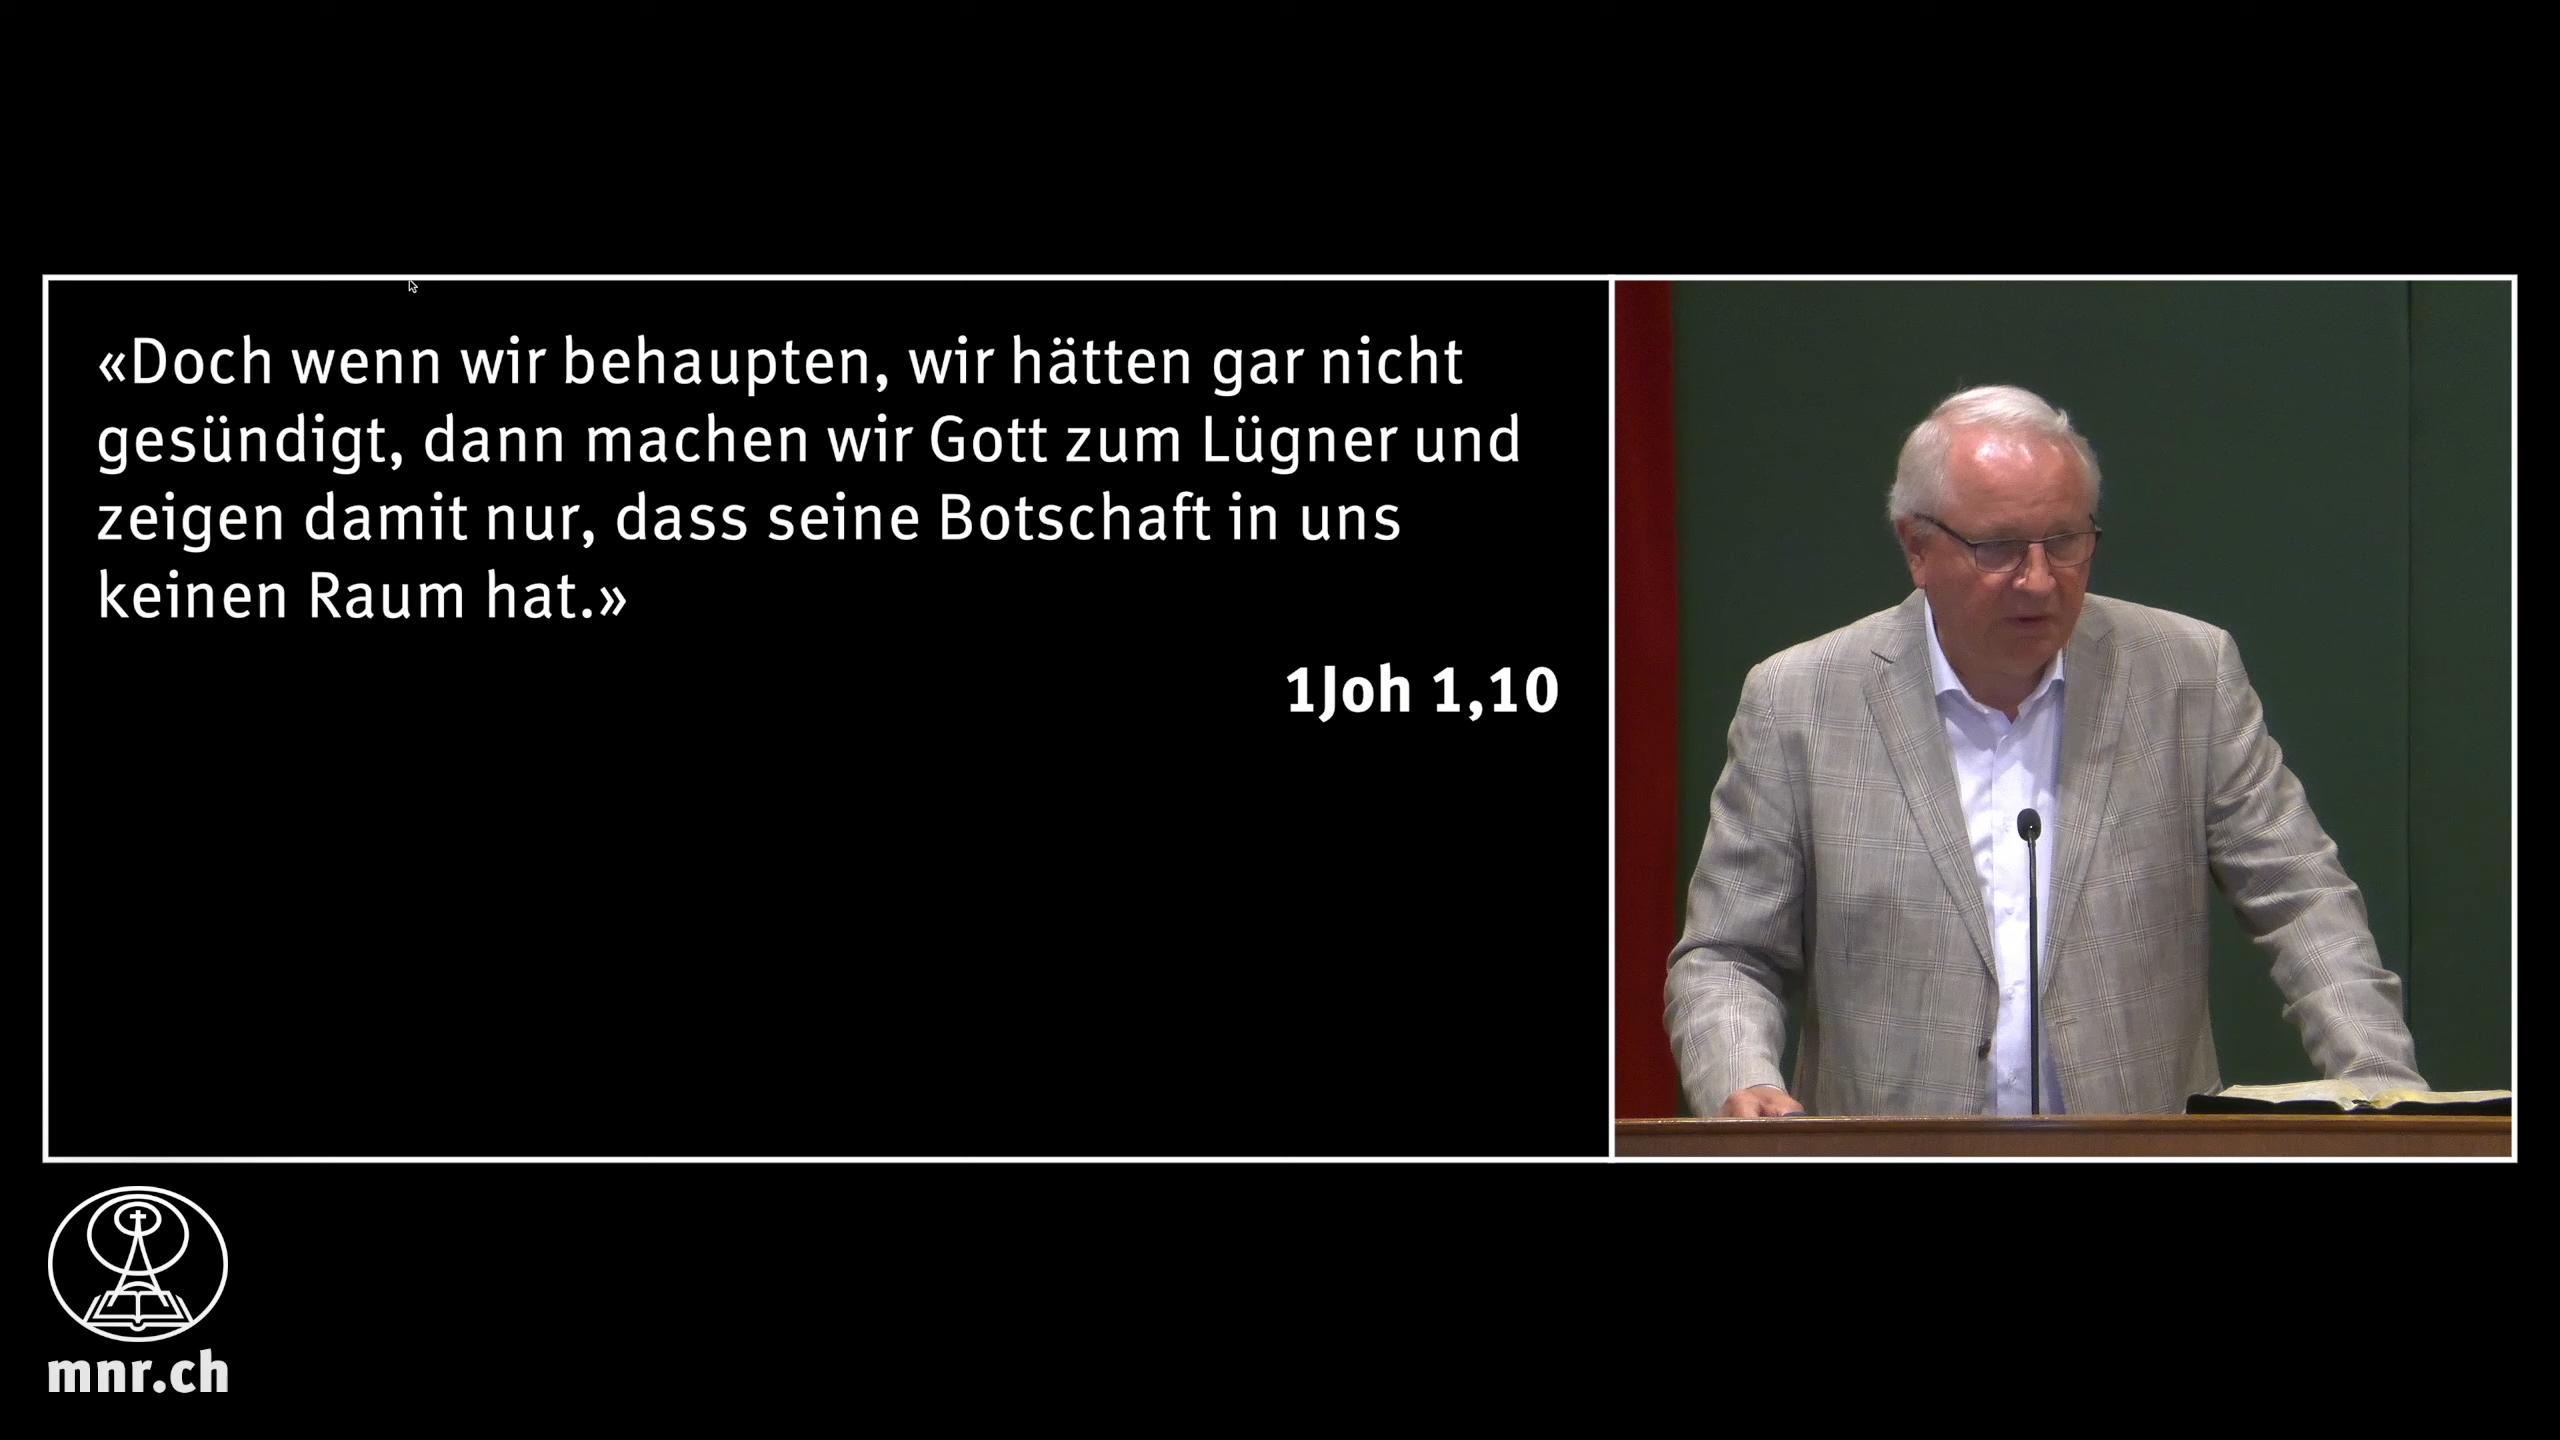 «Doch wenn wir behaupten, wir hätten gar nicht
gesündigt, dann machen wir Gott zum Lügner und
zeigen damit nur, dass seine Botschaft in uns
keinen Raum hat.»
1Joh 1,10
mnr.ch